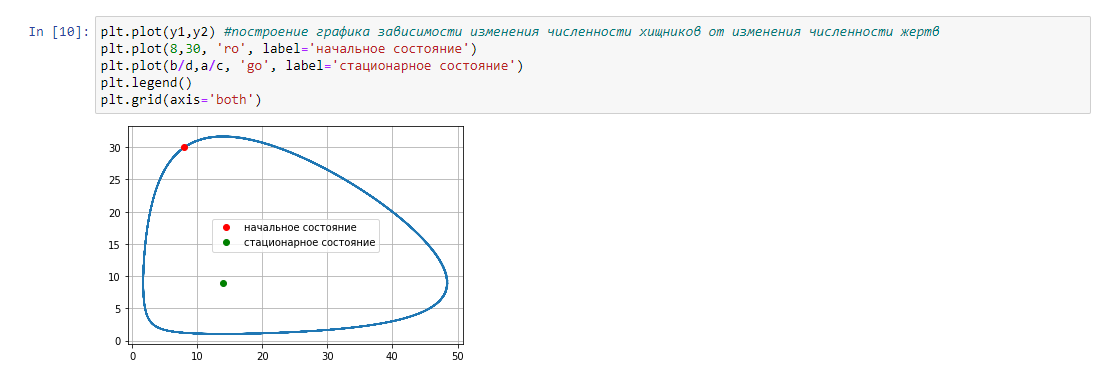 In [10]: plt.plot(y1,y2) #построение графика зависимости изменения численности хищников от изменения численности жертв
plt.plot(8,30, 'ro', label='начальное состояние')
plt.plot(b/d,a/c, 'go', label='стационарное состояние')
plt.legend()
plt.grid(axis='both')
30
25
20
15
10
5
0
начальное состояние
стационарное состояние
0 10 20 30 40 50